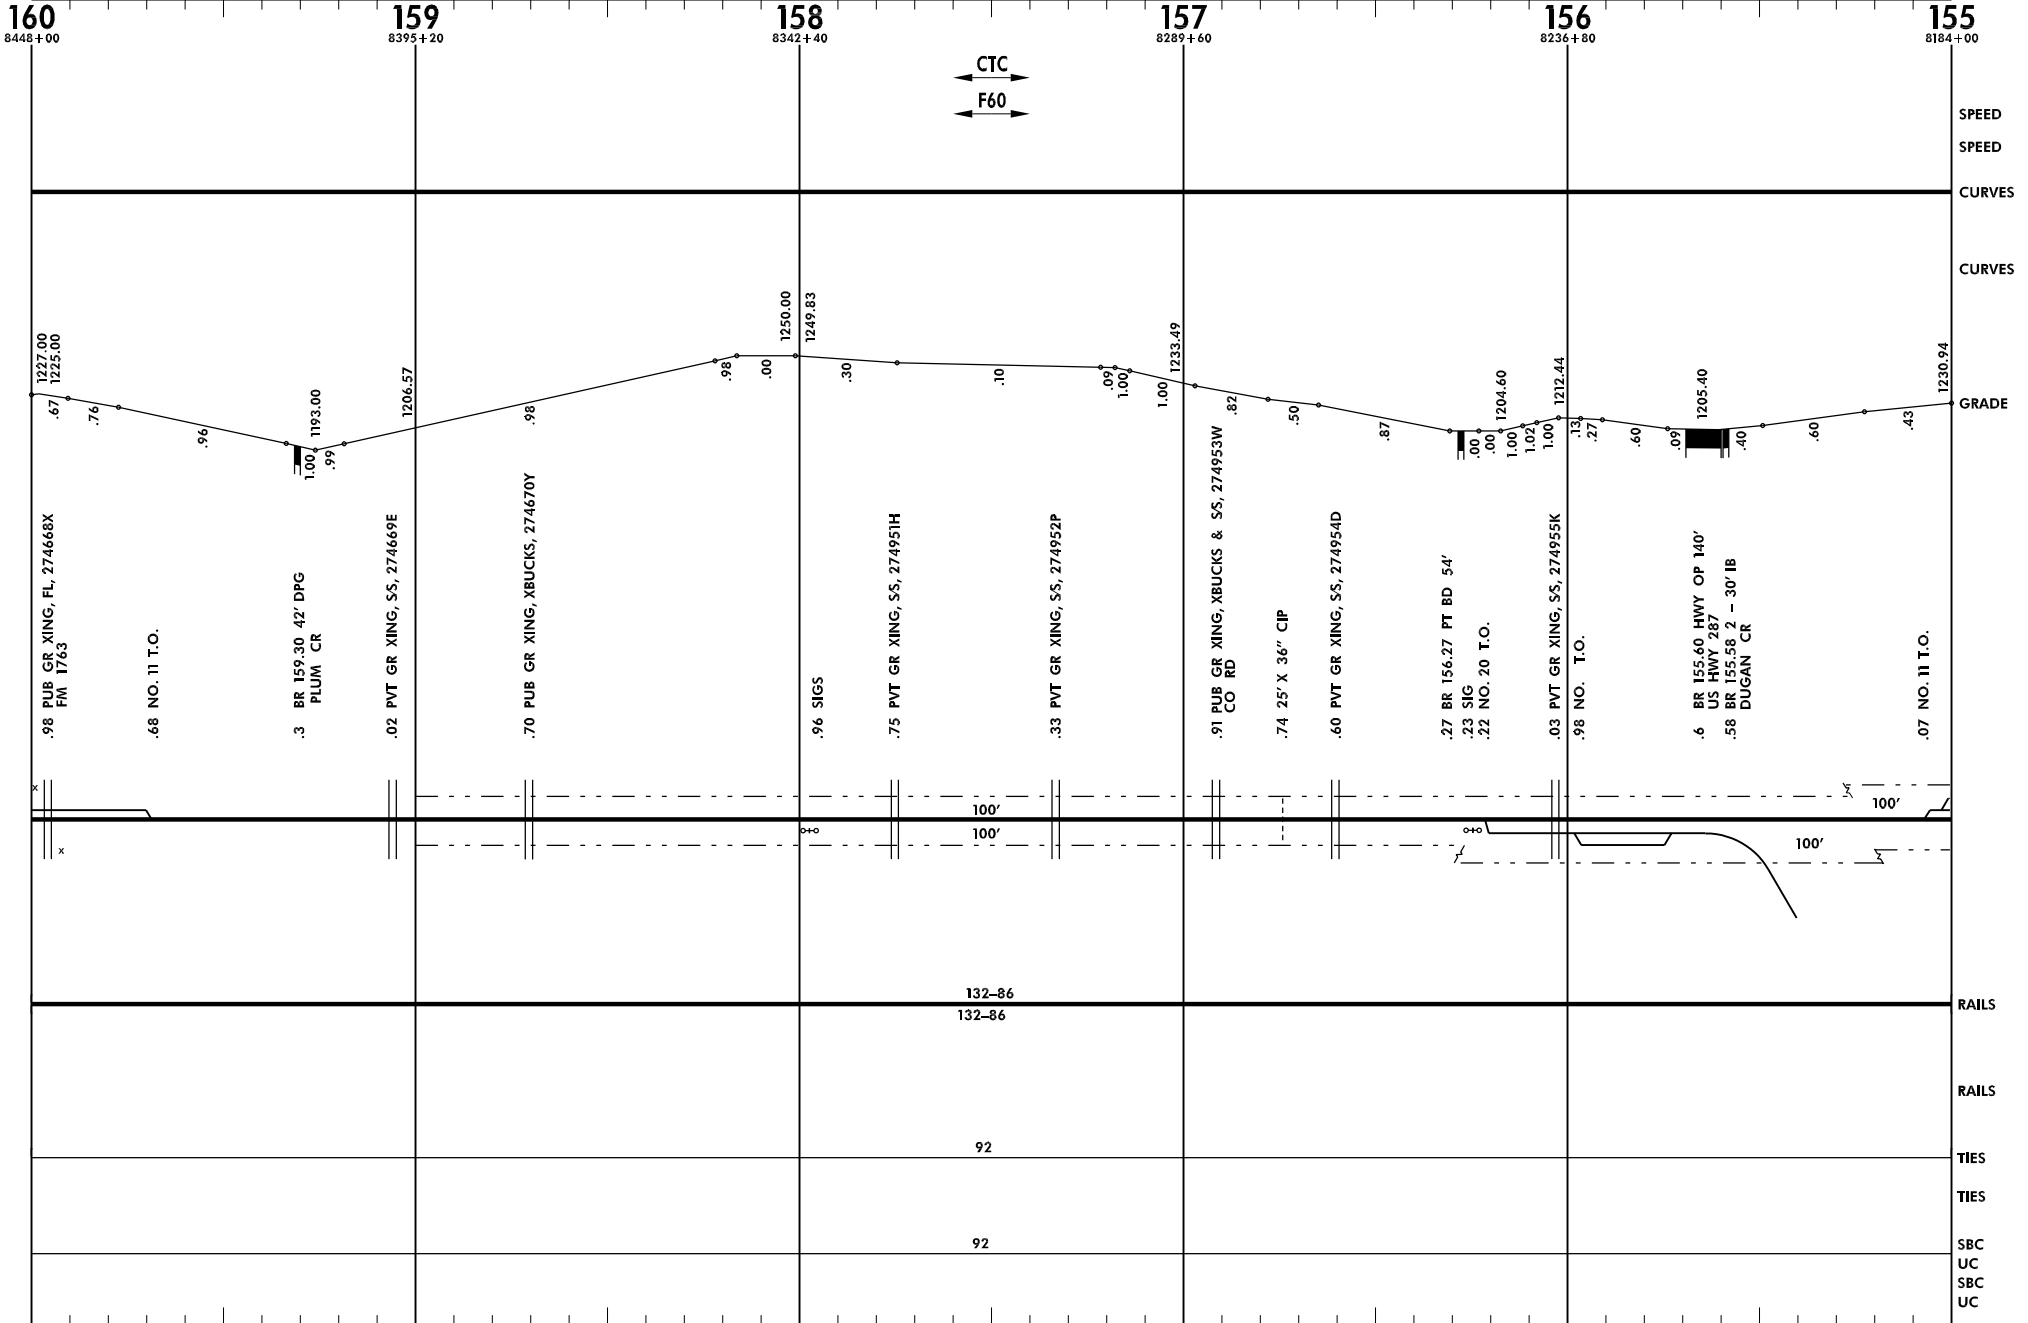 160
159
158
157
156
155
8448+00
8395+20
8342+40
8289+60
8236+80
8184+00
CTC
F60
SPEED
SPEED
CURVES
CURVES
GRADE
1227.00
1225.00
.67
.76
.96
1193.00
1.00
.99
1206.57
.98
.98
.00
1250.00
1249.83
.30
.10
.09
1.00
1.00
1233.49
.82
.50
.87
.00
.00
1204.60
1.00
1.02
1.00
1212.44
.13
.27
.60
.09
1205.40
.40
.60
.43
1230.94
.98 PUB GR XING, FL, 274668X
FM 1763
.68 NO. 11 T.O.
.3 BR 159.30 42' DPG
PLUM CR
.02 PVT GR XING, S/S, 274669E
.70 PUB GR XING, XBUCKS, 274670Y
.96 SIGS
.75 PVT GR XING, S/S, 274951H
.33 PVT GR XING, S/S, 274952P
.91 PUB GR XING, XBUCKS & S/S, 274953W
CO RD
.74 25' X 36" CIP
.60 PVT GR XING, S/S, 274954D
.27 BR 156.27 PT BD 54'
.23 SIG
.22 NO. 20 T.O.
.03 PVT GR XING, S/S, 274955K
.98 NO. T.O.
.6 BR 155.60 HWY OP 140'
US HWY 287
.58 BR 155.58 2 – 30' IB
DUGAN CR
.07 NO. 11 T.O.
x
x
100'
100'
100'
100'
132–86
132–86
RAILS
RAILS
92
TIES
TIES
92
SBC
UC
SBC
UC